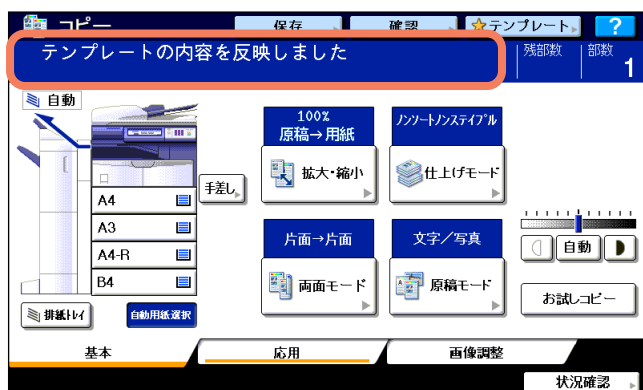 コピー
保存
確認
テンプレート
?
テンプレートの内容を反映しました
残部数
部数
1
自動
手差し
A4
A3
A4-R
B4
排紙トレイ
自動用紙選択
100%
原稿→用紙
拡大・縮小
ノンソートノンステイプル
仕上げモード
片面→片面
両面モード
文字/写真
原稿モード
自動
お試しコピー
基本
応用
画像調整
状況確認